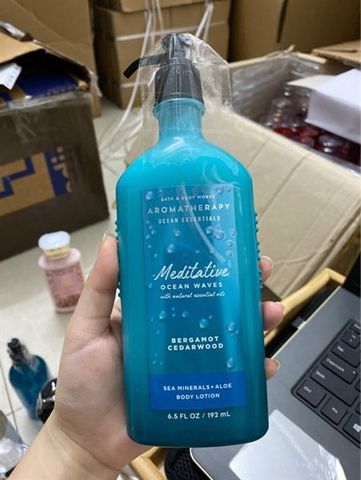 BATH & BODY WORKS
AROMATHERAPY
OCEAN ESSENTIALS
Meditative
OCEAN WAVES
with natural essential oils
BERGAMOT
CEDARWOOD
SEA MINERALS + ALOE
BODY LOTION
6.5 FL OZ / 192 mL